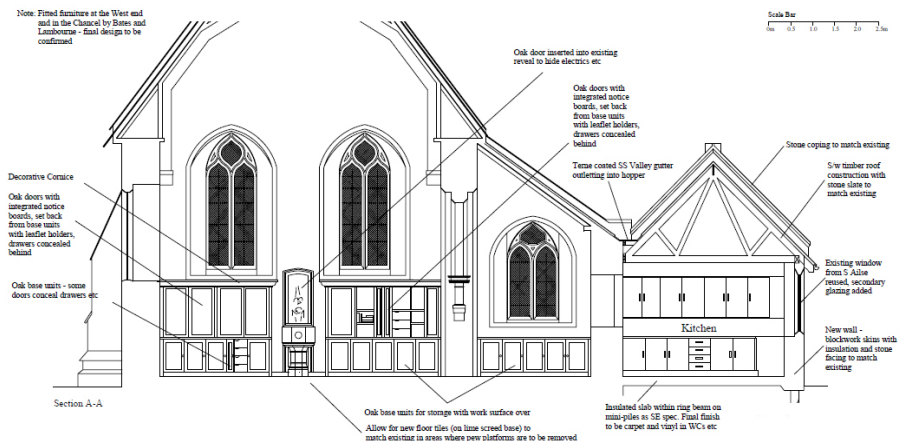 Note: Fitted furniture at the West end
and in the Chancel by Bates and
Lambourne - final design to be
confirmed
Scale Bar
0m 0.5 1.0 1.5 2.0 2.5m
Oak door inserted into existing
reveal to hide electrics etc
Oak doors with
integrated notice
boards, set back
from base units
with leaflet holders,
drawers concealed
behind
Stone coping to match existing
Terne coated SS Valley gutter
outletting into hopper
S/w timber roof
construction with
stone slate to
match existing
Decorative Cornice
Oak doors with
integrated notice
boards, set back
from base units
with leaflet holders,
drawers concealed
behind
Oak base units - some
doors conceal drawers etc
Existing window
from S Ailse
reused, secondary
glazing added
Kitchen
New wall -
blockwork skins with
insulation and stone
facing to match
existing
Section A-A
Oak base units for storage with work surface over
Allow for new floor tiles (on lime screed base) to
match existing in areas where pew platforms are to be removed
Insulated slab within ring beam on
mini-piles as SE spec. Final finish
to be carpet and vinyl in WCs etc